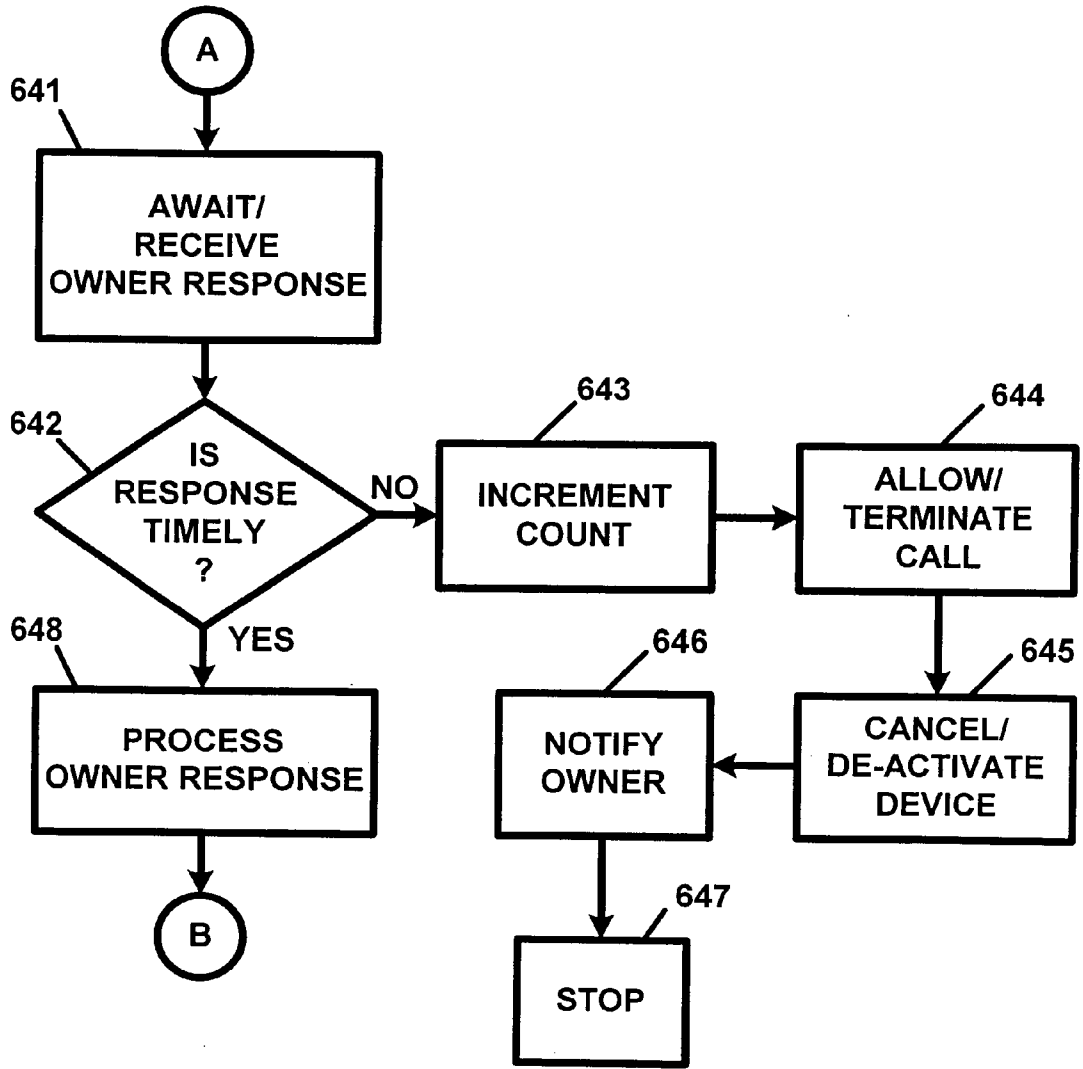 A
641
AWAIT/
RECEIVE
OWNER RESPONSE
642
IS
RESPONSE
TIMELY
?
NO
643
INCREMENT
COUNT
644
ALLOW/
TERMINATE
CALL
645
CANCEL/
DE-ACTIVATE
DEVICE
646
NOTIFY
OWNER
647
STOP
YES
648
PROCESS
OWNER RESPONSE
B